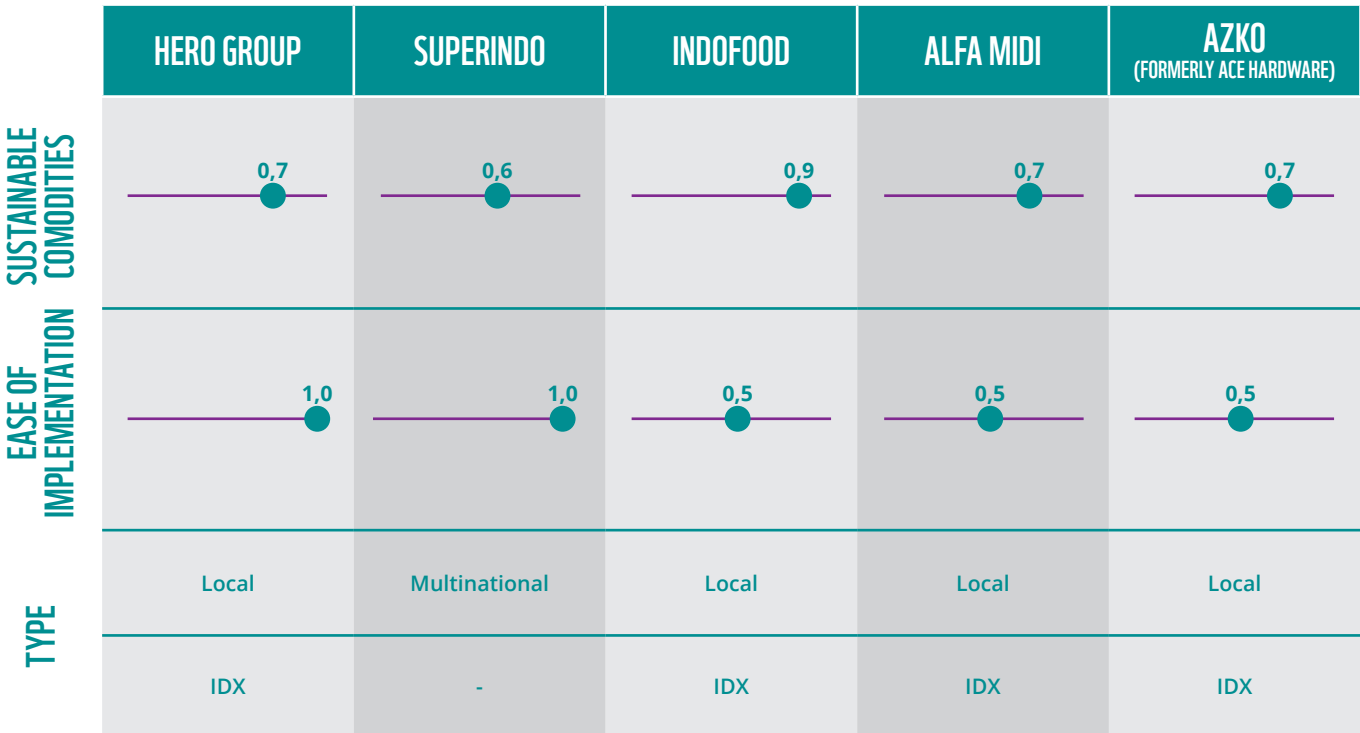 HERO GROUP
SUPERINDO
INDOFOOD
ALFA MIDI
AZKO
(FORMERLY ACE HARDWARE)
SUSTAINABLE
COMODITIES
0,7
0,6
0,9
0,7
0,7
EASE OF
IMPLEMENTATION
1,0
1,0
0,5
0,5
0,5
TYPE
Local
Multinational
Local
Local
Local
IDX
-
IDX
IDX
IDX